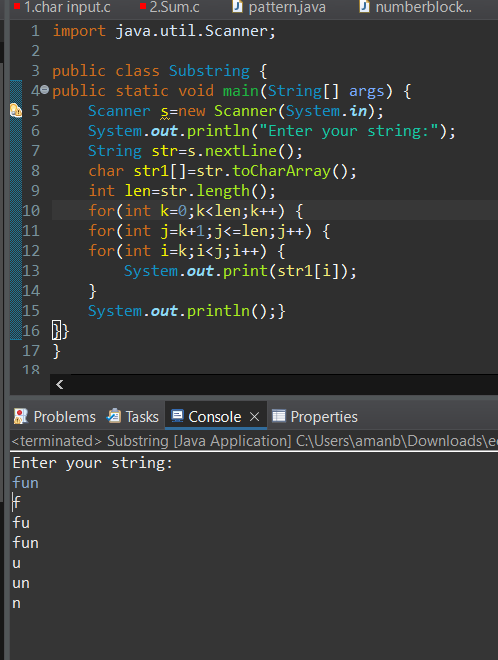 1.char input.c 2.Sum.c pattern.java numberblock...
1 import java.util.Scanner;
2
3 public class Substring {
4 public static void main(String[] args) {
5 Scanner s=new Scanner(System.in);
6 System.out.println("Enter your string:");
7 String str=s.nextLine();
8 char str1[]=str.toCharArray();
9 int len=str.length();
10 for(int k=0;k<len;k++) {
11 for(int j=k+1;j<=len;j++) {
12 for(int i=k;i<j;i++) {
13 System.out.print(str1[i]);
14 }
15 System.out.println();}
16 }}
17 }
18
<
Problems Tasks Console Properties
<terminated> Substring [Java Application] C:\Users\amanb\Downloads\ec
Enter your string:
fun
f
fu
fun
u
un
n